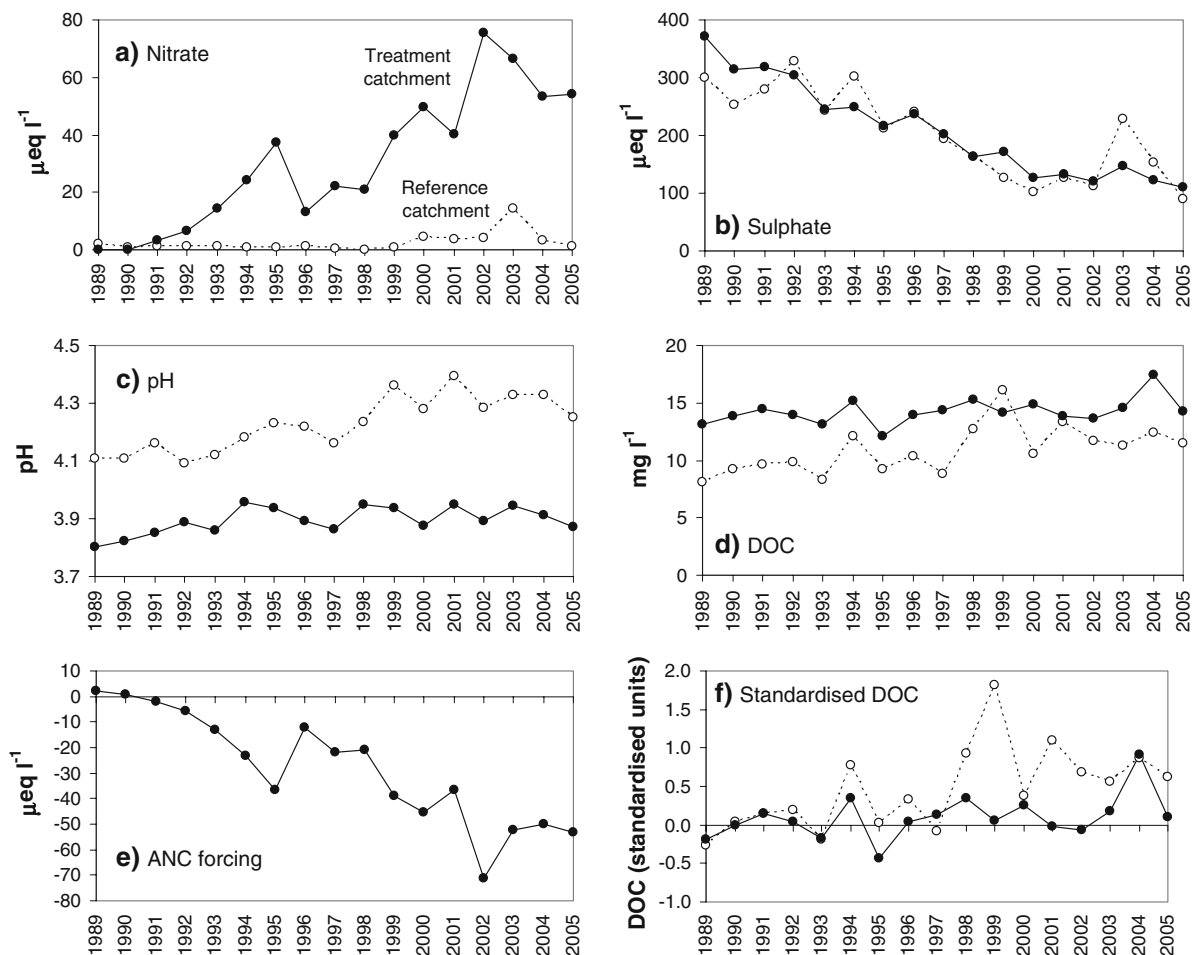 a) Nitrate
Treatment
catchment
Reference
catchment
µeq l-1
80
60
40
20
0
1989 1990 1991 1992 1993 1994 1995 1996 1997 1998 1999 2000 2001 2002 2003 2004 2005
b) Sulphate
µeq l-1
400
300
200
100
0
1989 1990 1991 1992 1993 1994 1995 1996 1997 1998 1999 2000 2001 2002 2003 2004 2005
c) pH
pH
4.5
4.3
4.1
3.9
3.7
1989 1990 1991 1992 1993 1994 1995 1996 1997 1998 1999 2000 2001 2002 2003 2004 2005
d) DOC
mg l-1
20
15
10
5
0
1989 1990 1991 1992 1993 1994 1995 1996 1997 1998 1999 2000 2001 2002 2003 2004 2005
e) ANC forcing
µeq l-1
10
0
-10
-20
-30
-40
-50
-60
-70
-80
1989 1990 1991 1992 1993 1994 1995 1996 1997 1998 1999 2000 2001 2002 2003 2004 2005
f) Standardised DOC
DOC (standardised units)
2.0
1.5
1.0
0.5
0.0
-0.5
-1.0
1989 1990 1991 1992 1993 1994 1995 1996 1997 1998 1999 2000 2001 2002 2003 2004 2005